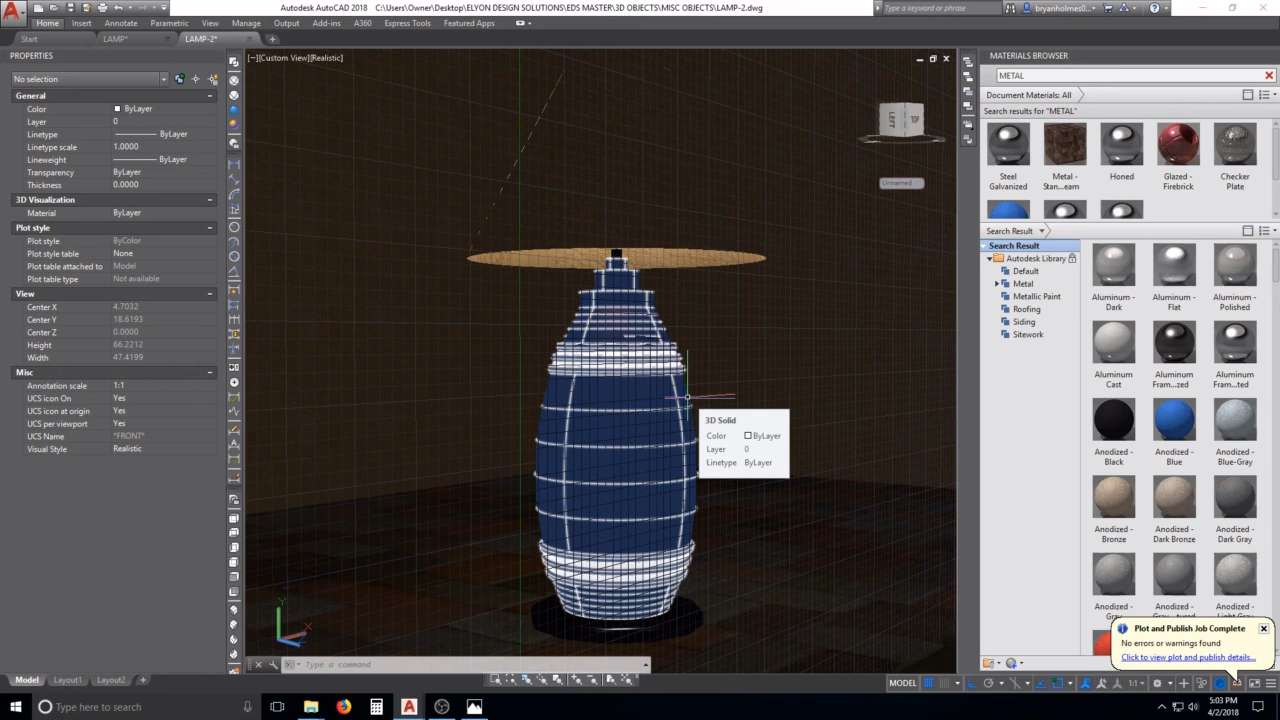 Autodesk AutoCAD 2018 C:\Users\Owner\Desktop\ELYON DESIGN SOLUTIONS\EDS MASTER\3D OBJECTS\MISC OBJECTS\LAMP-2.dwg
Type a keyword or phrase
bryanholmes0...
Home Insert Annotate Parametric View Manage Output Add-ins A360 Express Tools Featured Apps
Start LAMP* LAMP-2*
PROPERTIES
No selection
General
Color ByLayer
Layer 0
Linetype ByLayer
Linetype scale 1.0000
Lineweight ByLayer
Transparency ByLayer
Thickness 0.0000
3D Visualization
Material ByLayer
Plot style
Plot style ByColor
Plot style table None
Plot table attached to Model
Plot table type Not available
View
Center X 4.7032
Center Y 18.6193
Center Z 0.0000
Height 66.2212
Width 47.4199
Misc
Annotation scale 1:1
UCS icon On Yes
UCS icon at origin Yes
UCS per viewport Yes
UCS Name *FRONT*
Visual Style Realistic
[−][Custom View][Realistic]
LEFT TOP
Unnamed
3D Solid
Color ByLayer
Layer 0
Linetype ByLayer
Y
X
Type a command
MATERIALS BROWSER
METAL
Document Materials: All
Search results for "METAL"
Steel Galvanized
Metal - Stan...eam
Honed
Glazed - Firebrick
Checker Plate
Search Result
Search Result
Autodesk Library
Default
Metal
Metallic Paint
Roofing
Siding
Sitework
Aluminum - Dark
Aluminum - Flat
Aluminum - Polished
Aluminum Cast
Aluminum Fram...zed
Aluminum Fram...ted
Anodized - Black
Anodized - Blue
Anodized - Blue-Gray
Anodized - Bronze
Anodized - Dark Bronze
Anodized - Dark Gray
Anodized - Gray
Anodized - Gray ...tured
Anodized - Light Gray
Plot and Publish Job Complete
No errors or warnings found
Click to view plot and publish details...
Model Layout1 Layout2
MODEL
1:1
Type here to search
5:03 PM
4/2/2018